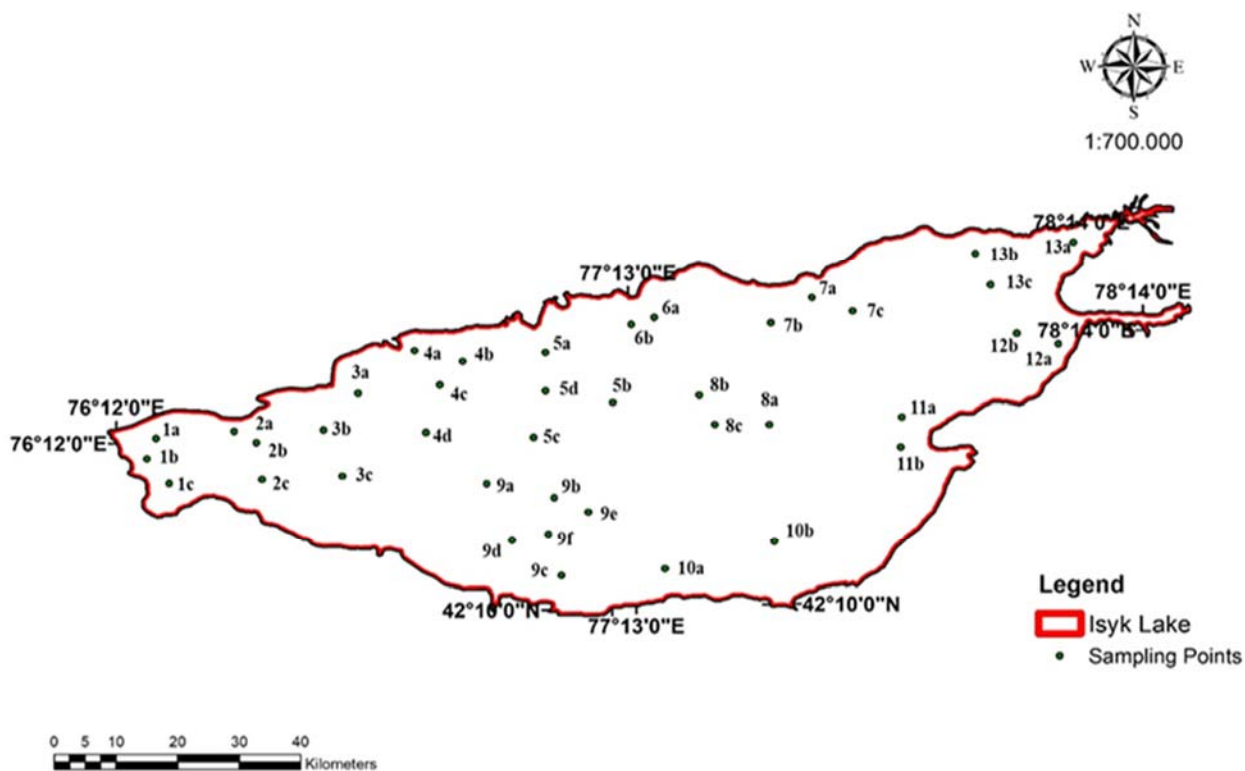 N
W E
S
1:700.000
78°14'0"E
13a
13b
13c
77°13'0"E
7a
78°14'0"E
6a
7b
7c
6b
78°14'0"E
12b
12a
5a
4a
4b
3a
4c
5d
5b
8b
8a
76°12'0"E
11a
1a
2a
3b
4d
5c
8c
76°12'0"E
2b
11b
1b
1c
2c
3c
9a
9b
9e
9d
9f
10b
9c
10a
42°10'0"N
42°10'0"N
77°13'0"E
Legend
Isyk Lake
Sampling Points
0 5 10 20 30 40
Kilometers